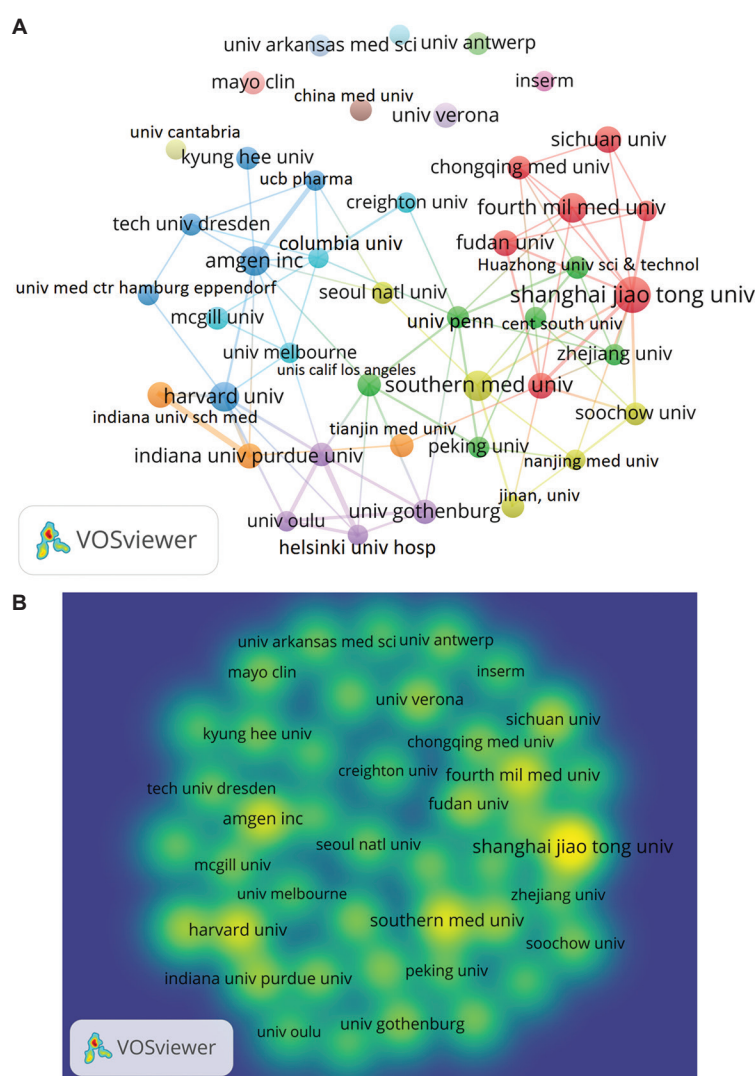 A
univ arkansas med sci
univ antwerp
mayo clin
inserm
china med univ
univ verona
univ cantabria
sichuan univ
kyung hee univ
chongqing med univ
ucb pharma
creighton univ
fourth mil med univ
tech univ dresden
columbia univ
fudan univ
amgen inc
Huazhong univ sci & technol
univ med ctr hamburg eppendorf
seoul natl univ
shanghai jiao tong univ
mcgill univ
univ penn
cent south univ
univ melbourne
zhejiang univ
unis calif los angeles
southern med univ
harvard univ
indiana univ sch med
soochow univ
tianjin med univ
indiana univ purdue univ
peking univ
nanjing med univ
jinan, univ
univ oulu
univ gothenburg
helsinki univ hosp
VOSviewer
B
univ arkansas med sci
univ antwerp
mayo clin
inserm
univ verona
sichuan univ
kyung hee univ
chongqing med univ
creighton univ
fourth mil med univ
tech univ dresden
fudan univ
amgen inc
seoul natl univ
shanghai jiao tong univ
mcgill univ
univ melbourne
zhejiang univ
harvard univ
southern med univ
soochow univ
indiana univ purdue univ
peking univ
univ oulu
univ gothenburg
VOSviewer